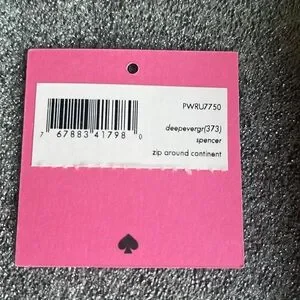 PWRU7750
7 67883 41798 0
deepevergr(373)
spencer
zip around continent